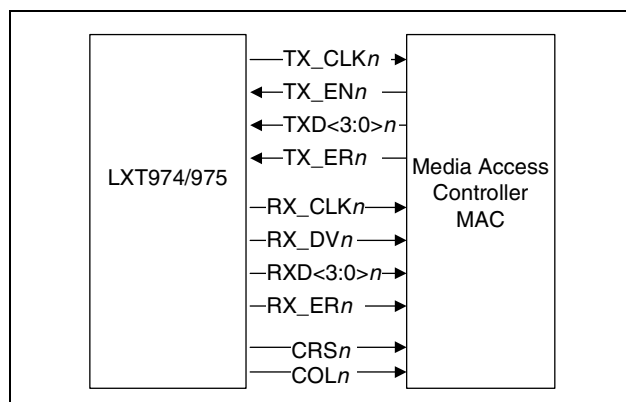 LXT974/975
TX_CLKn
TX_ENn
TXD<3:0>n
TX_ERn
RX_CLKn
RX_DVn
RXD<3:0>n
RX_ERn
CRSn
COLn
Media Access
Controller
MAC